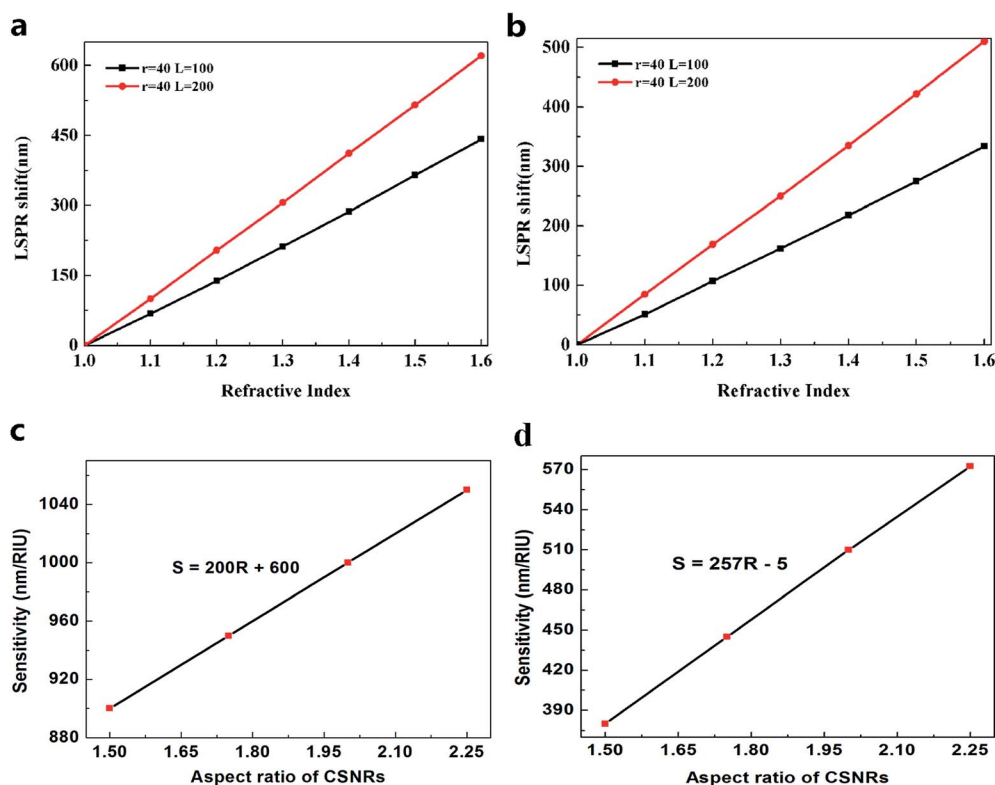 a
r=40 L=100
r=40 L=200
LSPR shift(nm)
600
450
300
150
0
1.0 1.1 1.2 1.3 1.4 1.5 1.6
Refractive Index
b
r=40 L=100
r=40 L=200
LSPR shift(nm)
500
400
300
200
100
0
1.0 1.1 1.2 1.3 1.4 1.5 1.6
Refractive Index
c
S = 200R + 600
Sensitivity (nm/RIU)
1040
1000
960
920
880
1.50 1.65 1.80 1.95 2.10 2.25
Aspect ratio of CSNRs
d
S = 257R - 5
Sensitivity (nm/RIU)
570
540
510
480
450
420
390
1.50 1.65 1.80 1.95 2.10 2.25
Aspect ratio of CSNRs